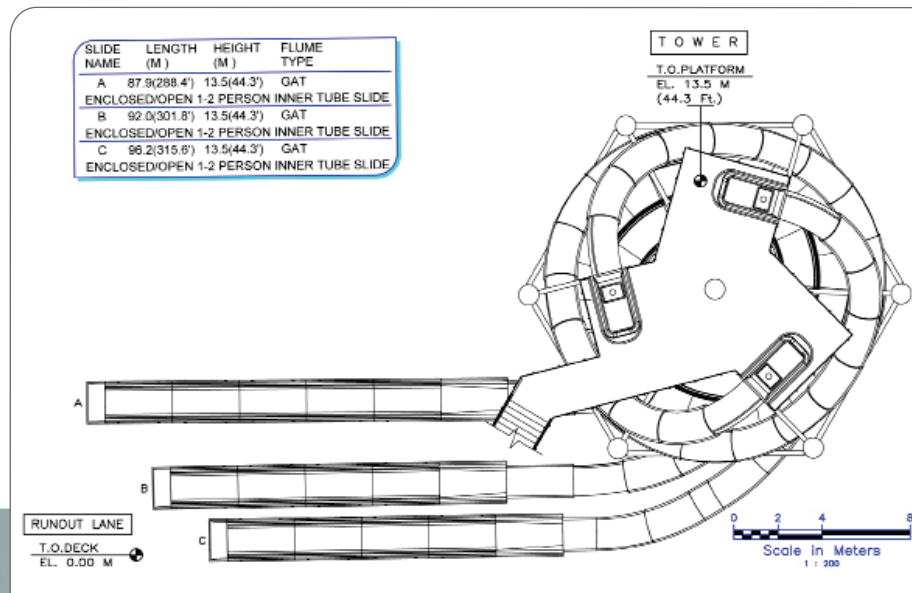 SLIDE NAME LENGTH (M ) HEIGHT (M ) FLUME TYPE
A 87.9(288.4') 13.5(44.3') GAT
ENCLOSED/OPEN 1-2 PERSON INNER TUBE SLIDE
B 92.0(301.8') 13.5(44.3') GAT
ENCLOSED/OPEN 1-2 PERSON INNER TUBE SLIDE
C 96.2(315.6') 13.5(44.3') GAT
ENCLOSED/OPEN 1-2 PERSON INNER TUBE SLIDE
TOWER
T.O.PLATFORM
EL. 13.5 M
(44.3 Ft.)
A
B
C
RUNOUT LANE
T.O.DECK
EL. 0.00 M
0 2 4 8
Scale in Meters
1 : 200